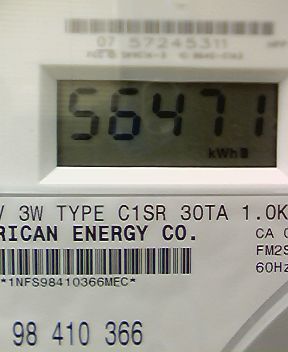 07 57245311
56471
kWh
V 3W TYPE C1SR 30TA 1.0K
RICAN ENERGY CO.
CA 0
FM2S
60Hz
*1NFS98410366MEC*
98 410 366